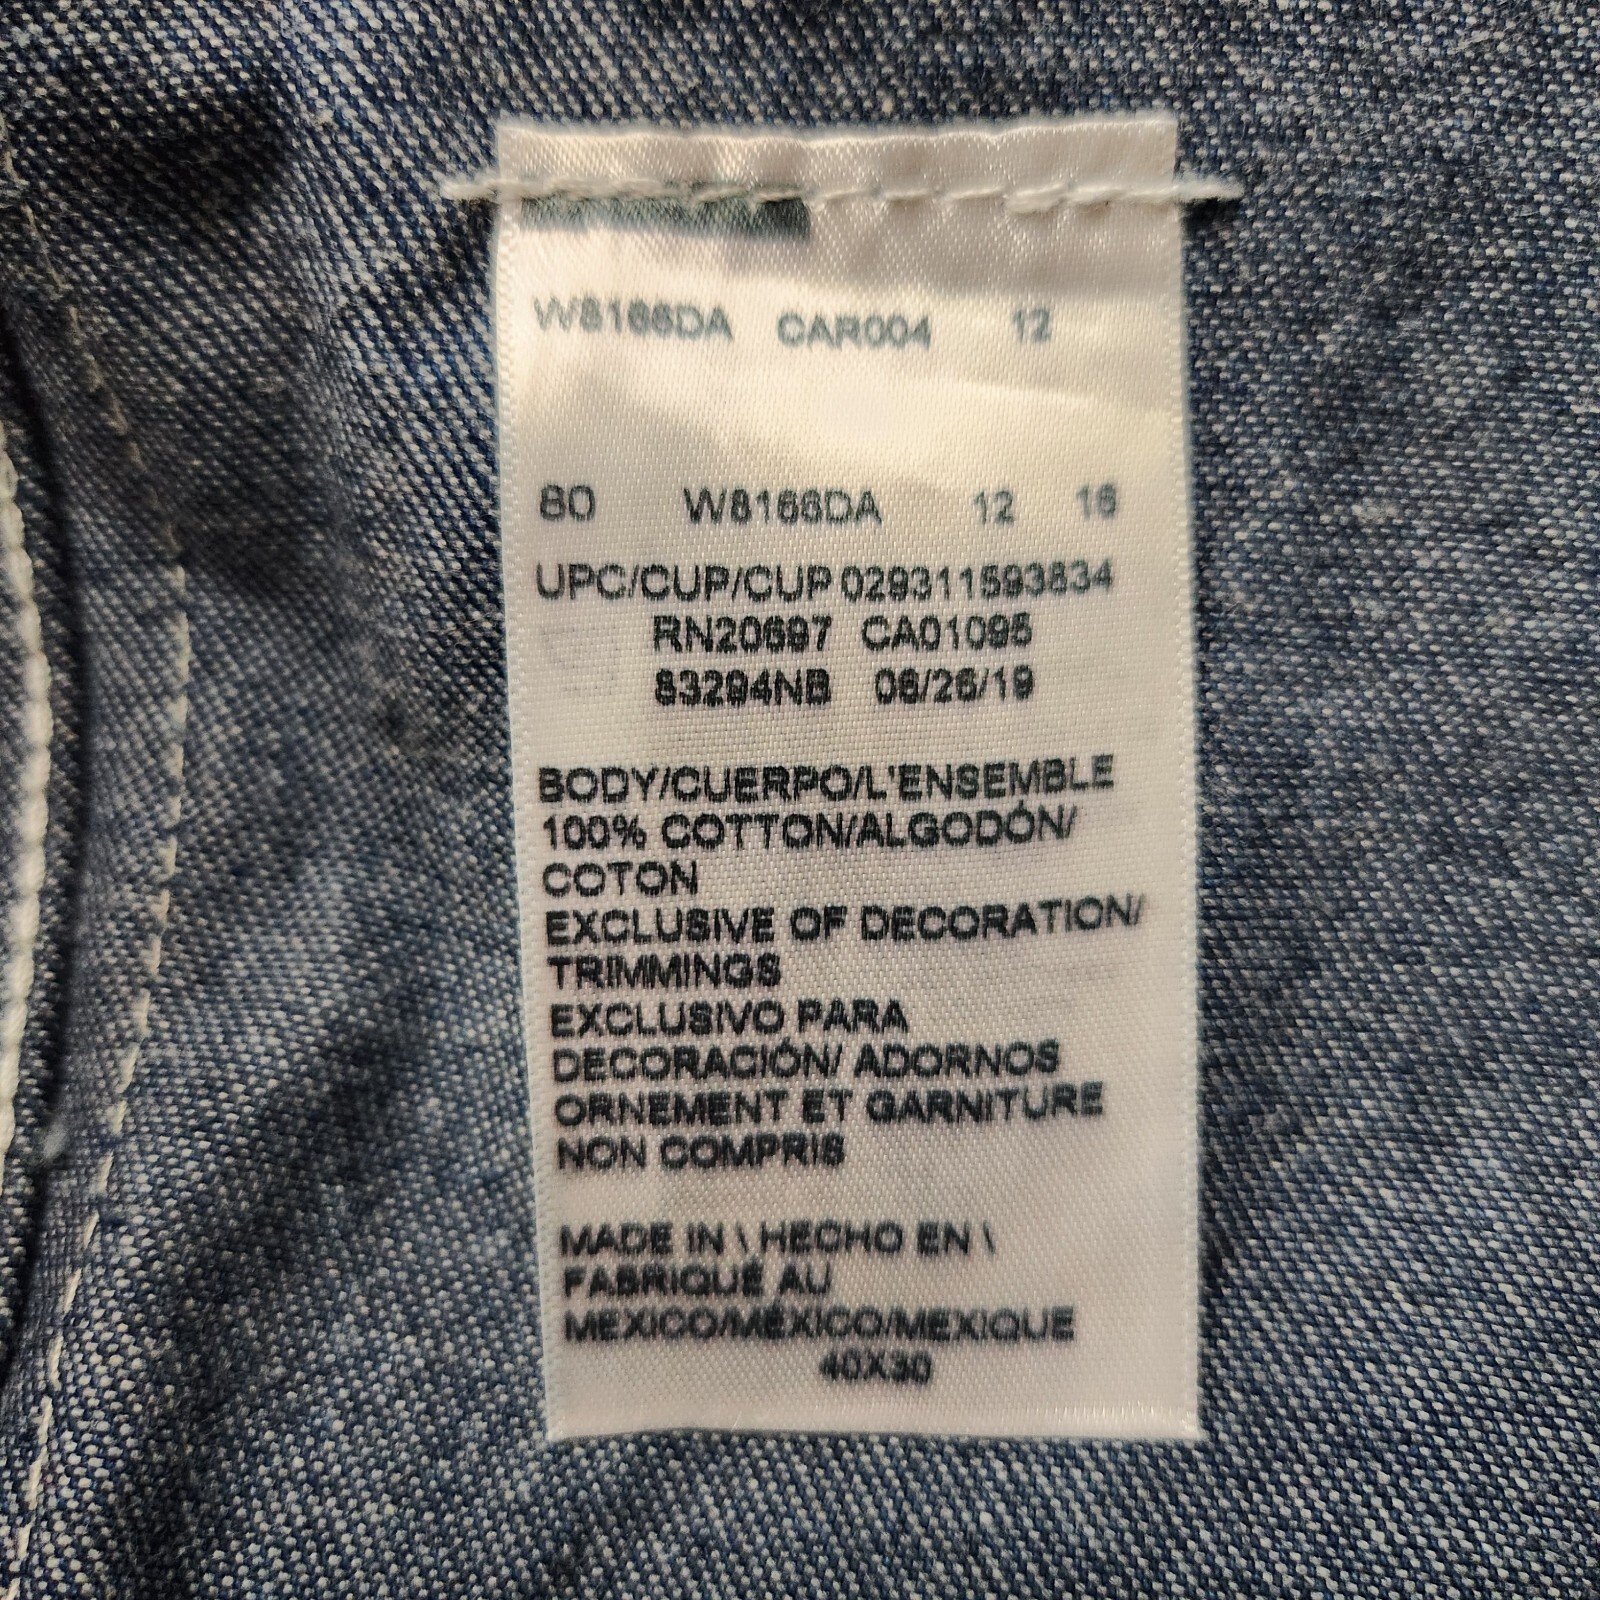 W8166DA CAR004 12
80 W8166DA 12 16
UPC/CUP/CUP 029311593834
RN20697 CA01095
83294NB 06/26/19
BODY/CUERPO/L'ENSEMBLE
100% COTTON/ALGODÓN/
COTON
EXCLUSIVE OF DECORATION/
TRIMMINGS
EXCLUSIVO PARA
DECORACIÓN/ ADORNOS
ORNEMENT ET GARNITURE
NON COMPRIS
MADE IN \ HECHO EN \
FABRIQUÉ AU
MEXICO/MÉXICO/MEXIQUE
40X30